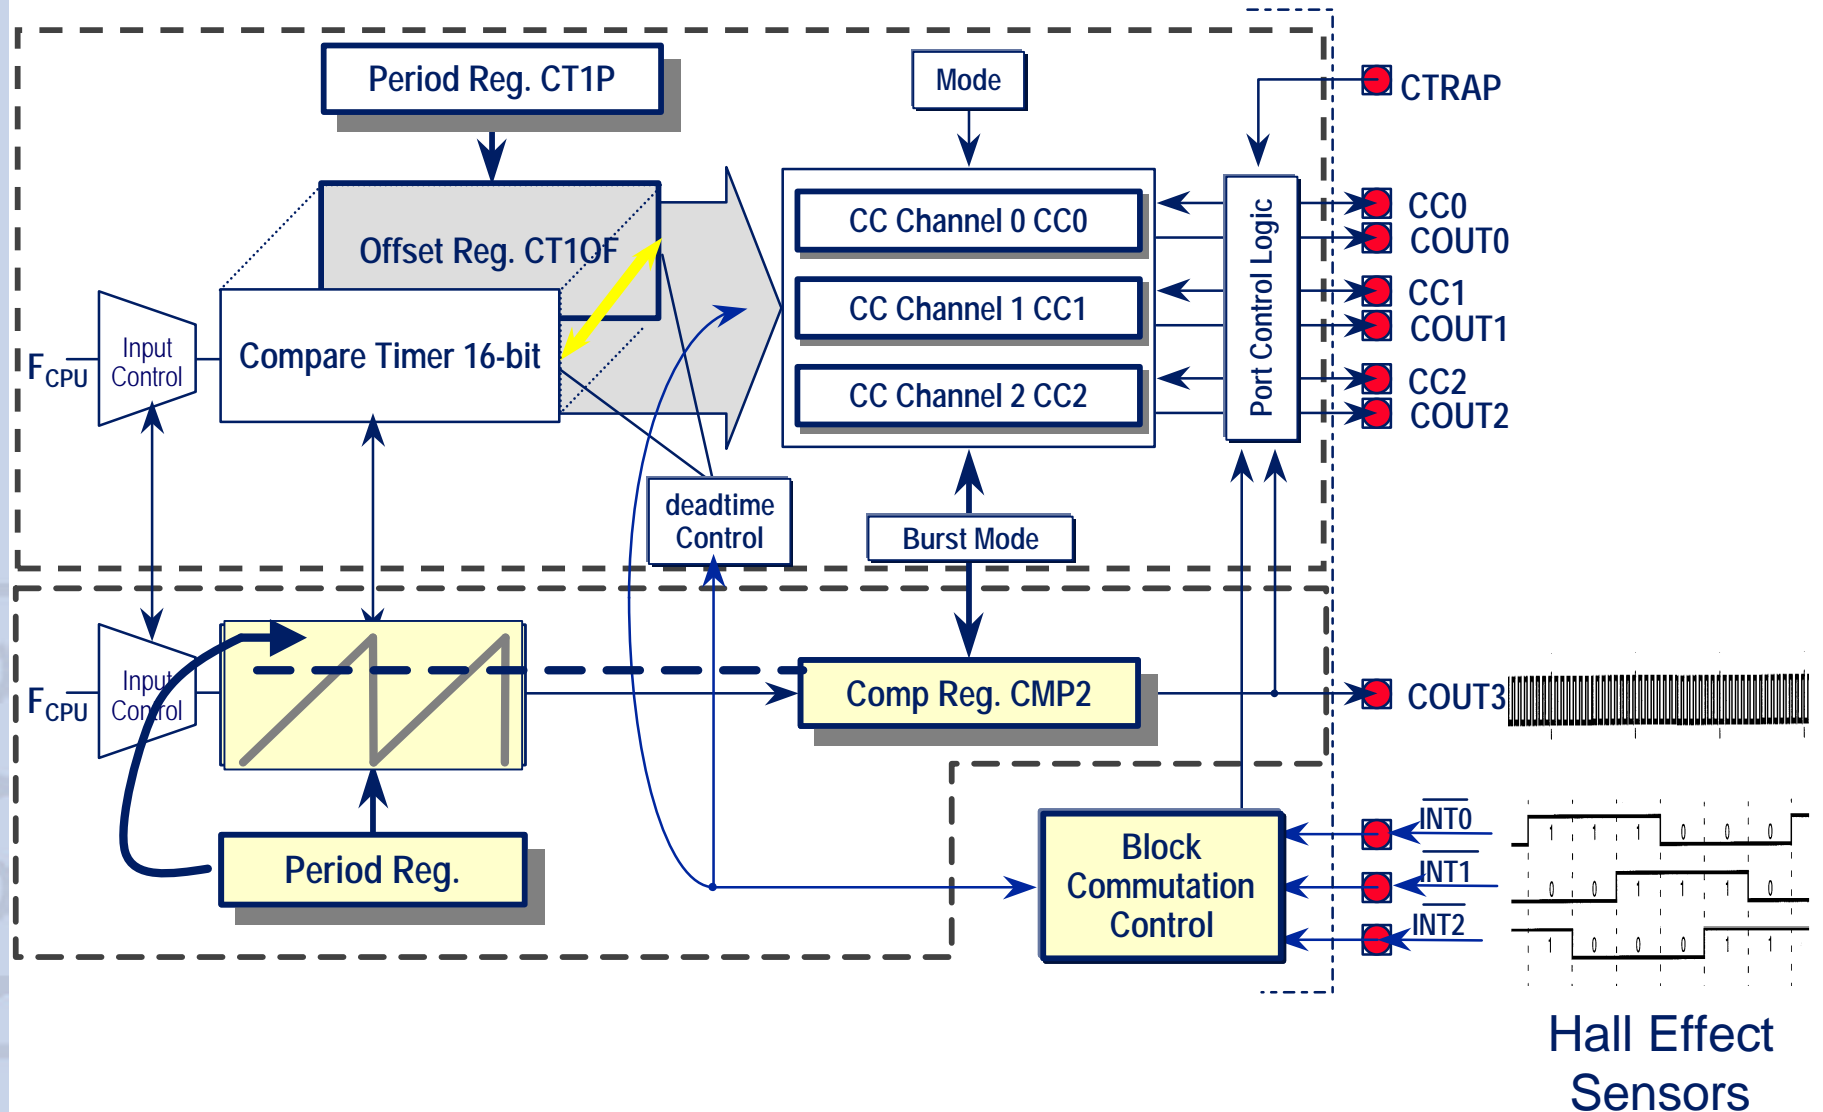 Period Reg. CT1P
Mode
CTRAP
Offset Reg. CT1OF
CC Channel 0 CC0
CC Channel 1 CC1
CC Channel 2 CC2
Port Control Logic
CC0
COUT0
CC1
COUT1
CC2
COUT2
FCPU
Input
Control
Compare Timer 16-bit
deadtime
Control
Burst Mode
FCPU
Input
Control
Comp Reg. CMP2
COUT3
Period Reg.
Block
Commutation
Control
INT0
INT1
INT2
1 1 1 0 0 0
0 0 1 1 1 0
1 0 0 0 1 1
Hall Effect
Sensors